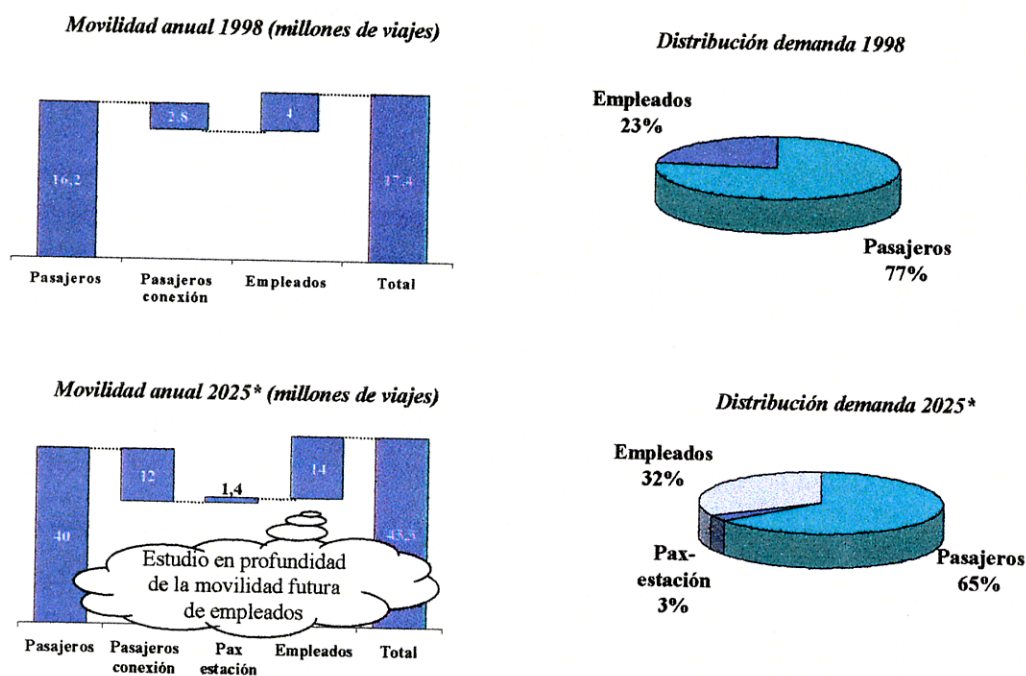 Movilidad anual 1998 (millones de viajes)
16,2
2,8
4
17,4
Pasajeros
Pasajeros
conexión
Empleados
Total
Distribución demanda 1998
Empleados
23%
Pasajeros
77%
Movilidad anual 2025* (millones de viajes)
40
12
1,4
14
43,5
Estudio en profundidad
de la movilidad futura
de empleados
Pasajeros
Pasajeros
conexión
Pax
estación
Empleados
Total
Distribución demanda 2025*
Empleados
32%
Pax-
estación
3%
Pasajeros
65%